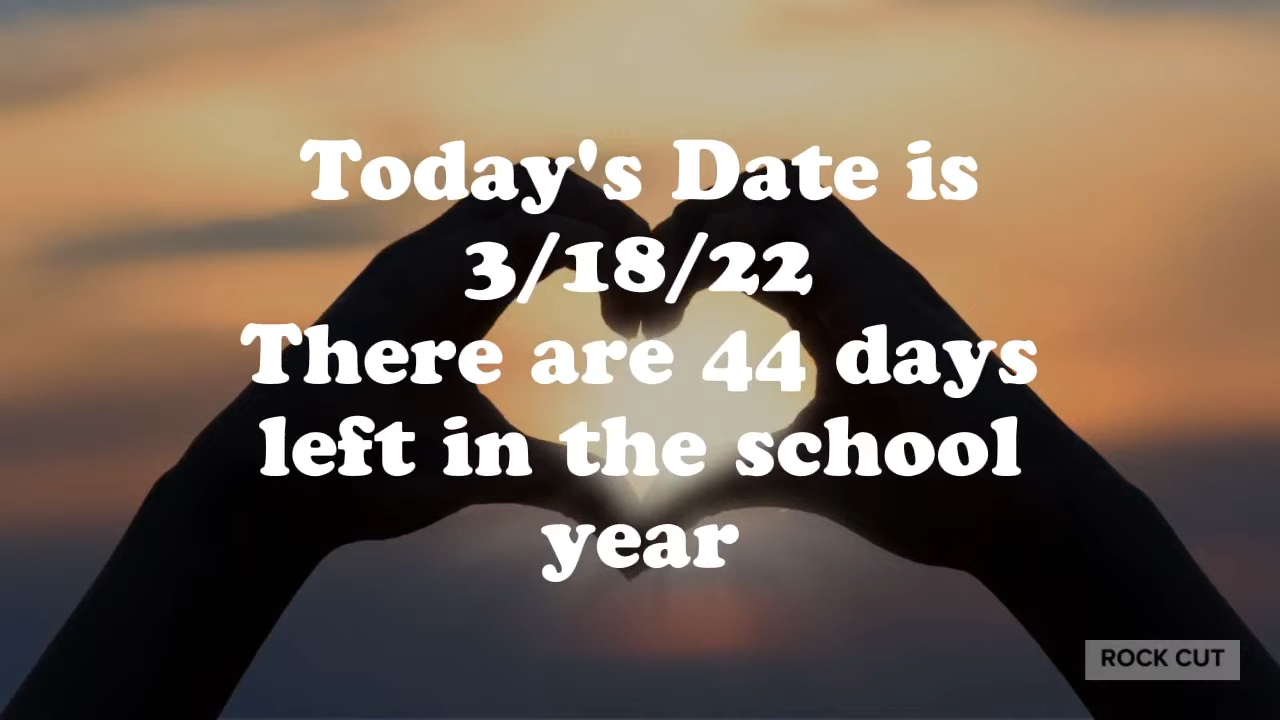 Today's Date is
3/18/22
There are 44 days
left in the school
year
ROCK CUT